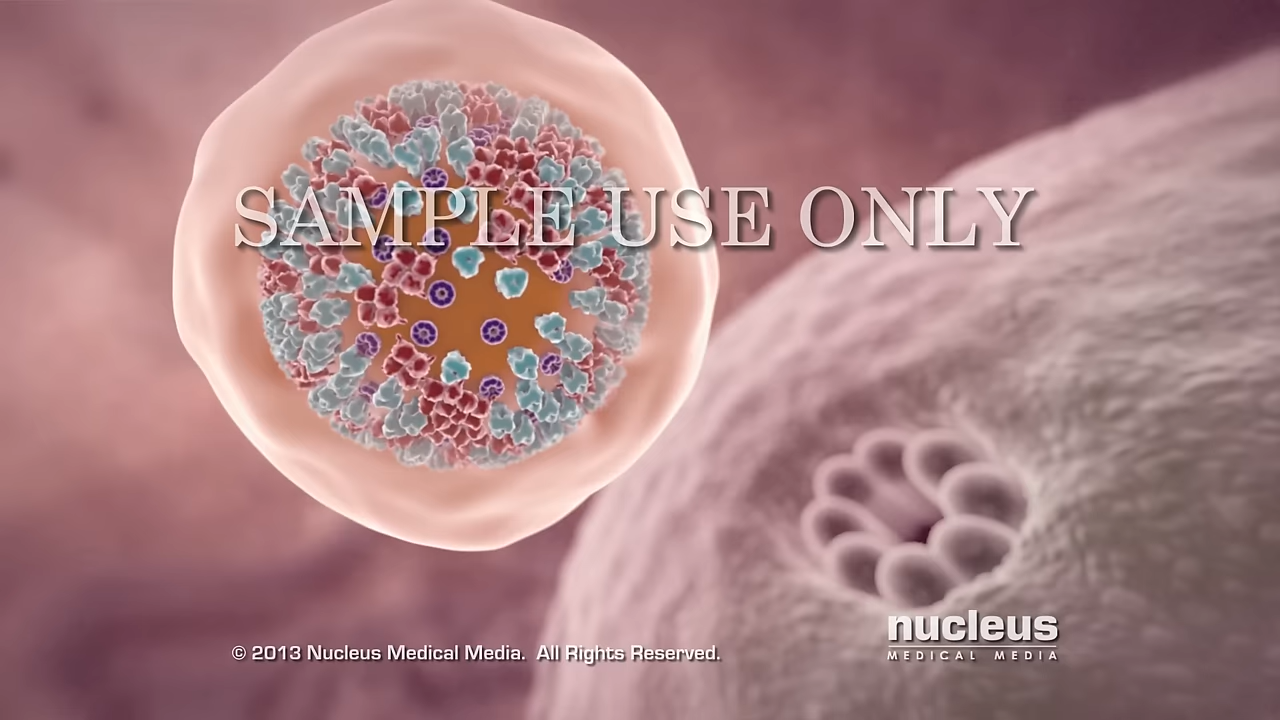 SAMPLE USE ONLY
nucleus
MEDICAL MEDIA
© 2013 Nucleus Medical Media. All Rights Reserved.